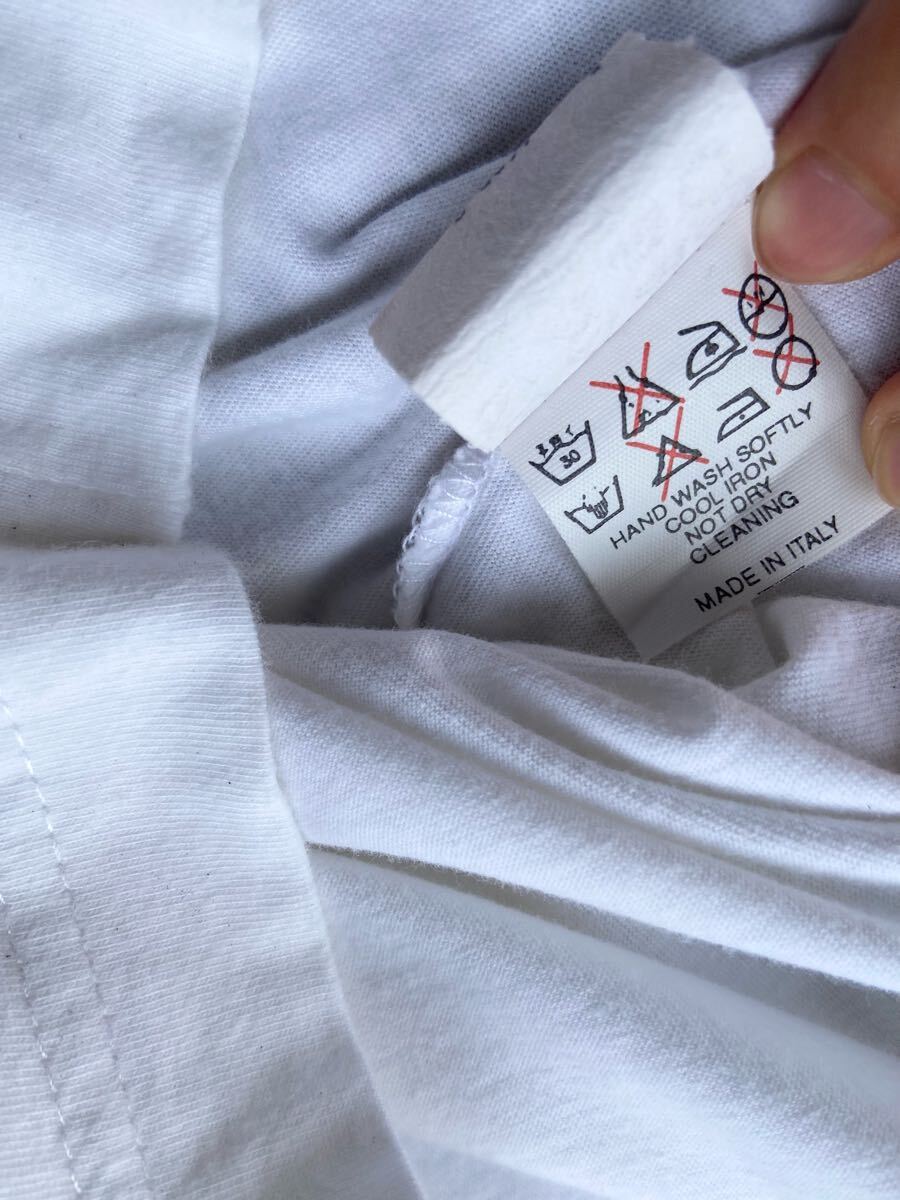 30
HAND WASH SOFTLY
COOL IRON
NOT DRY
CLEANING
MADE IN ITALY